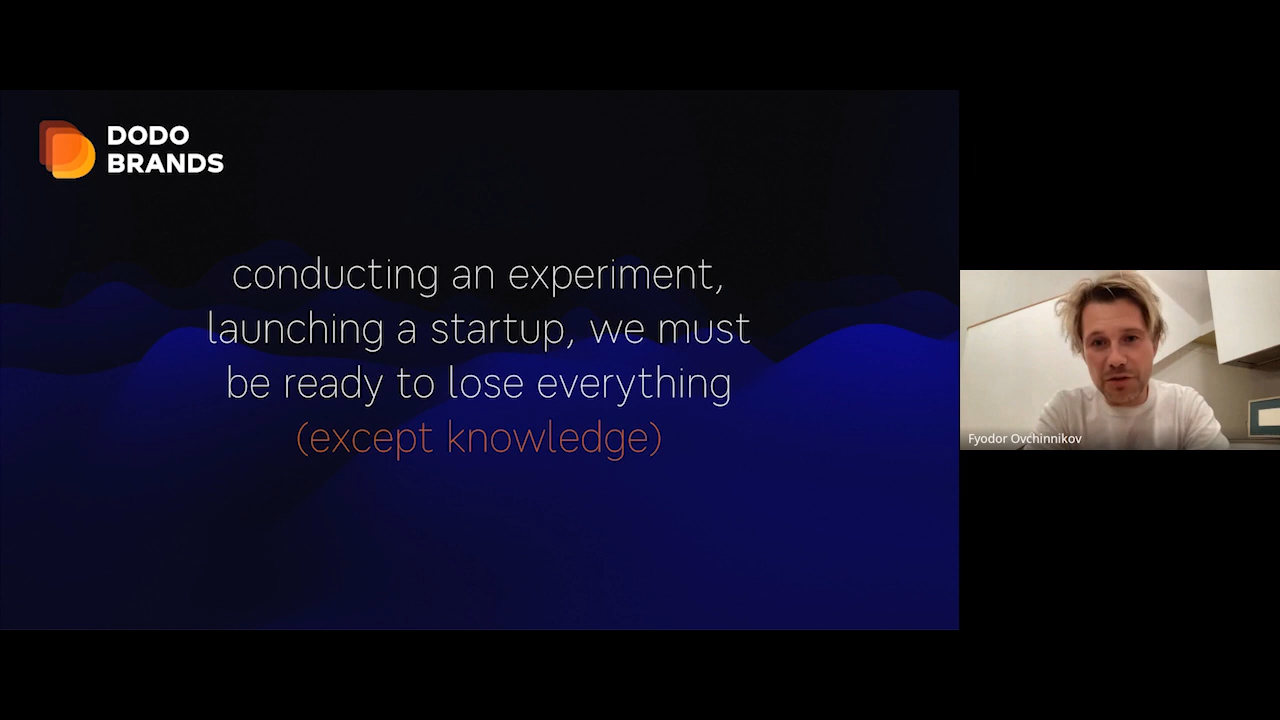 DODO
BRANDS
conducting an experiment,
launching a startup, we must
be ready to lose everything
(except knowledge)
Fyodor Ovchinnikov